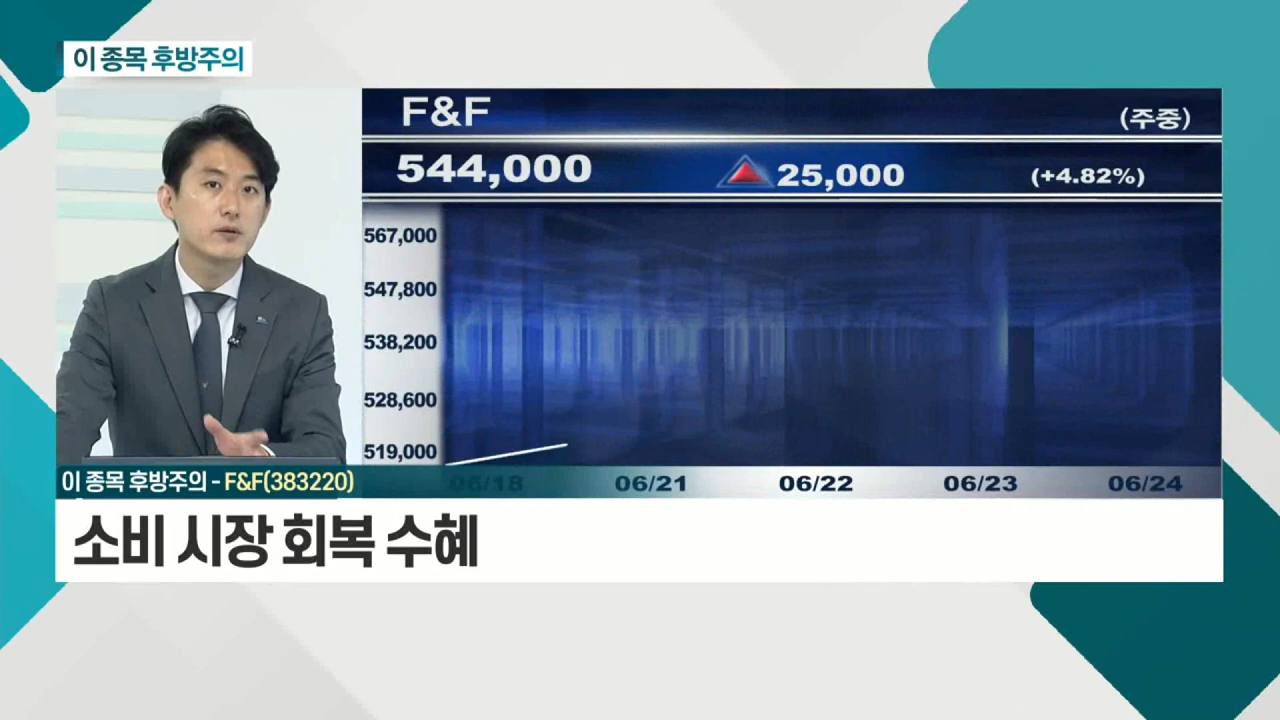 이 종목 후방주의
F&F
(주중)
544,000 ▲ 25,000 (+4.82%)
567,000
547,800
538,200
528,600
519,000
06/18 06/21 06/22 06/23 06/24
이 종목 후방주의 - F&F(383220)
소비 시장 회복 수혜